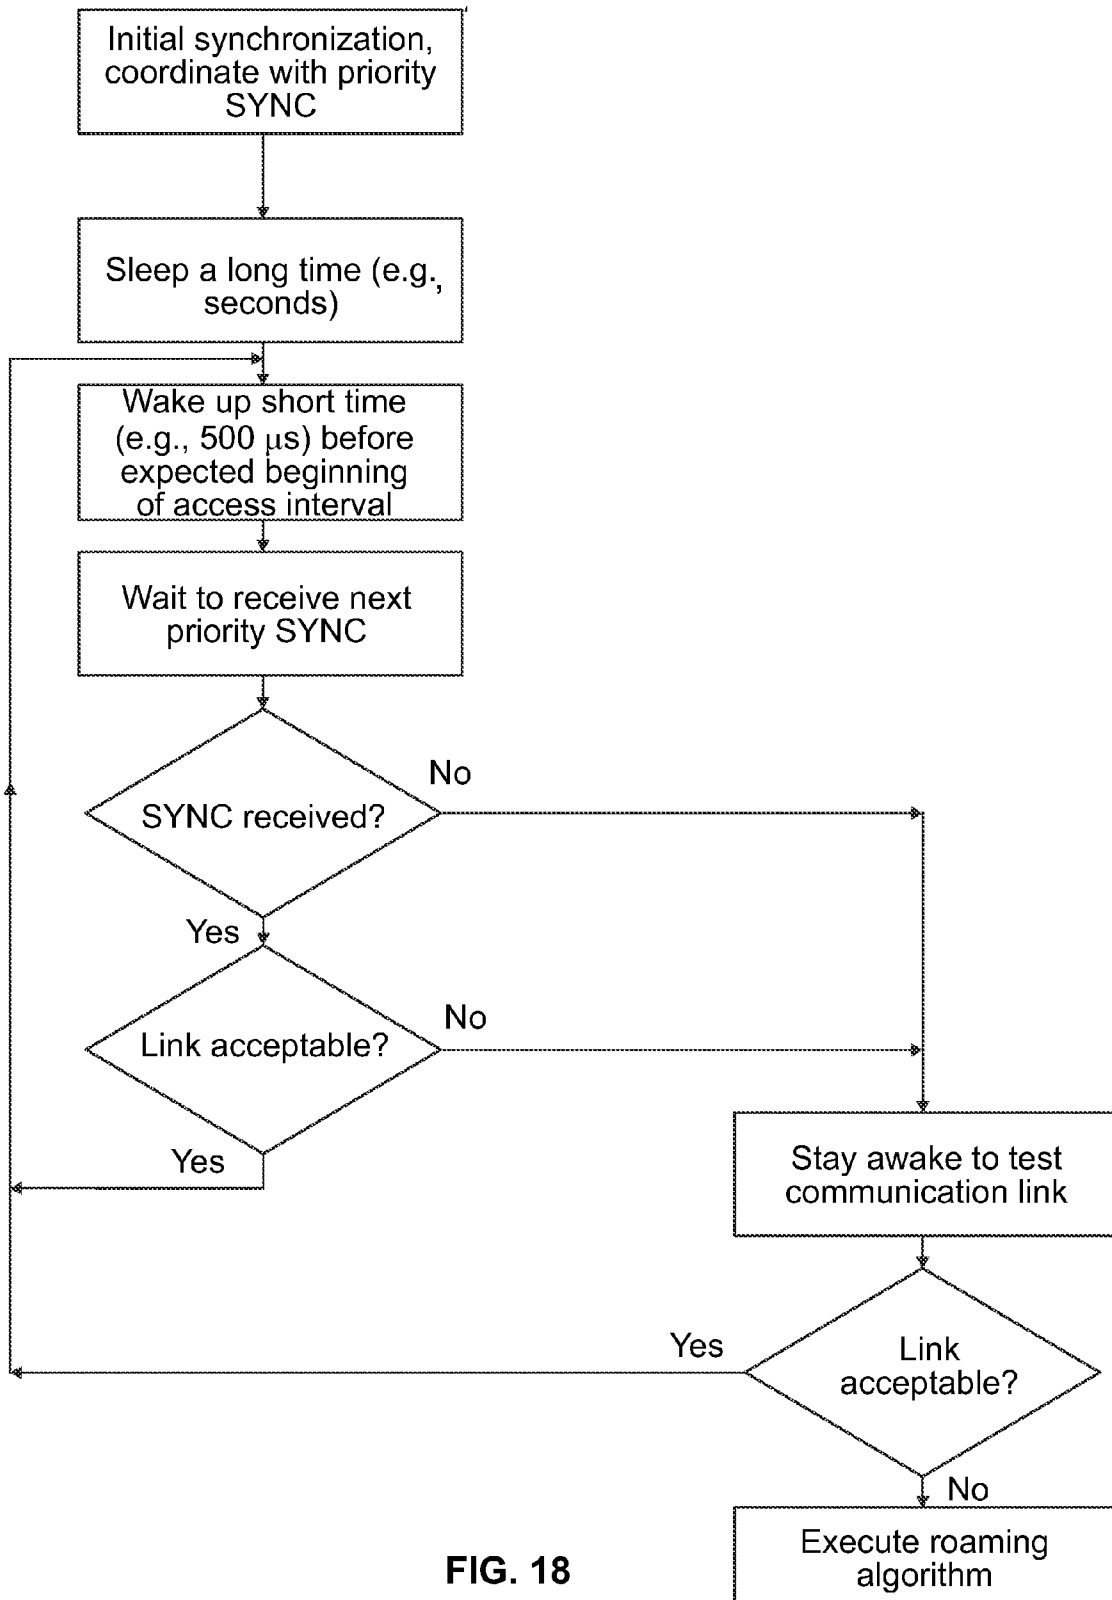 Initial synchronization,
coordinate with priority
SYNC
Sleep a long time (e.g.,
seconds)
Wake up short time
(e.g., 500 μs) before
expected beginning
of access interval
Wait to receive next
priority SYNC
No
SYNC received?
Yes
No
Link acceptable?
Yes
Stay awake to test
communication link
Yes
Link
acceptable?
No
Execute roaming
algorithm
FIG. 18